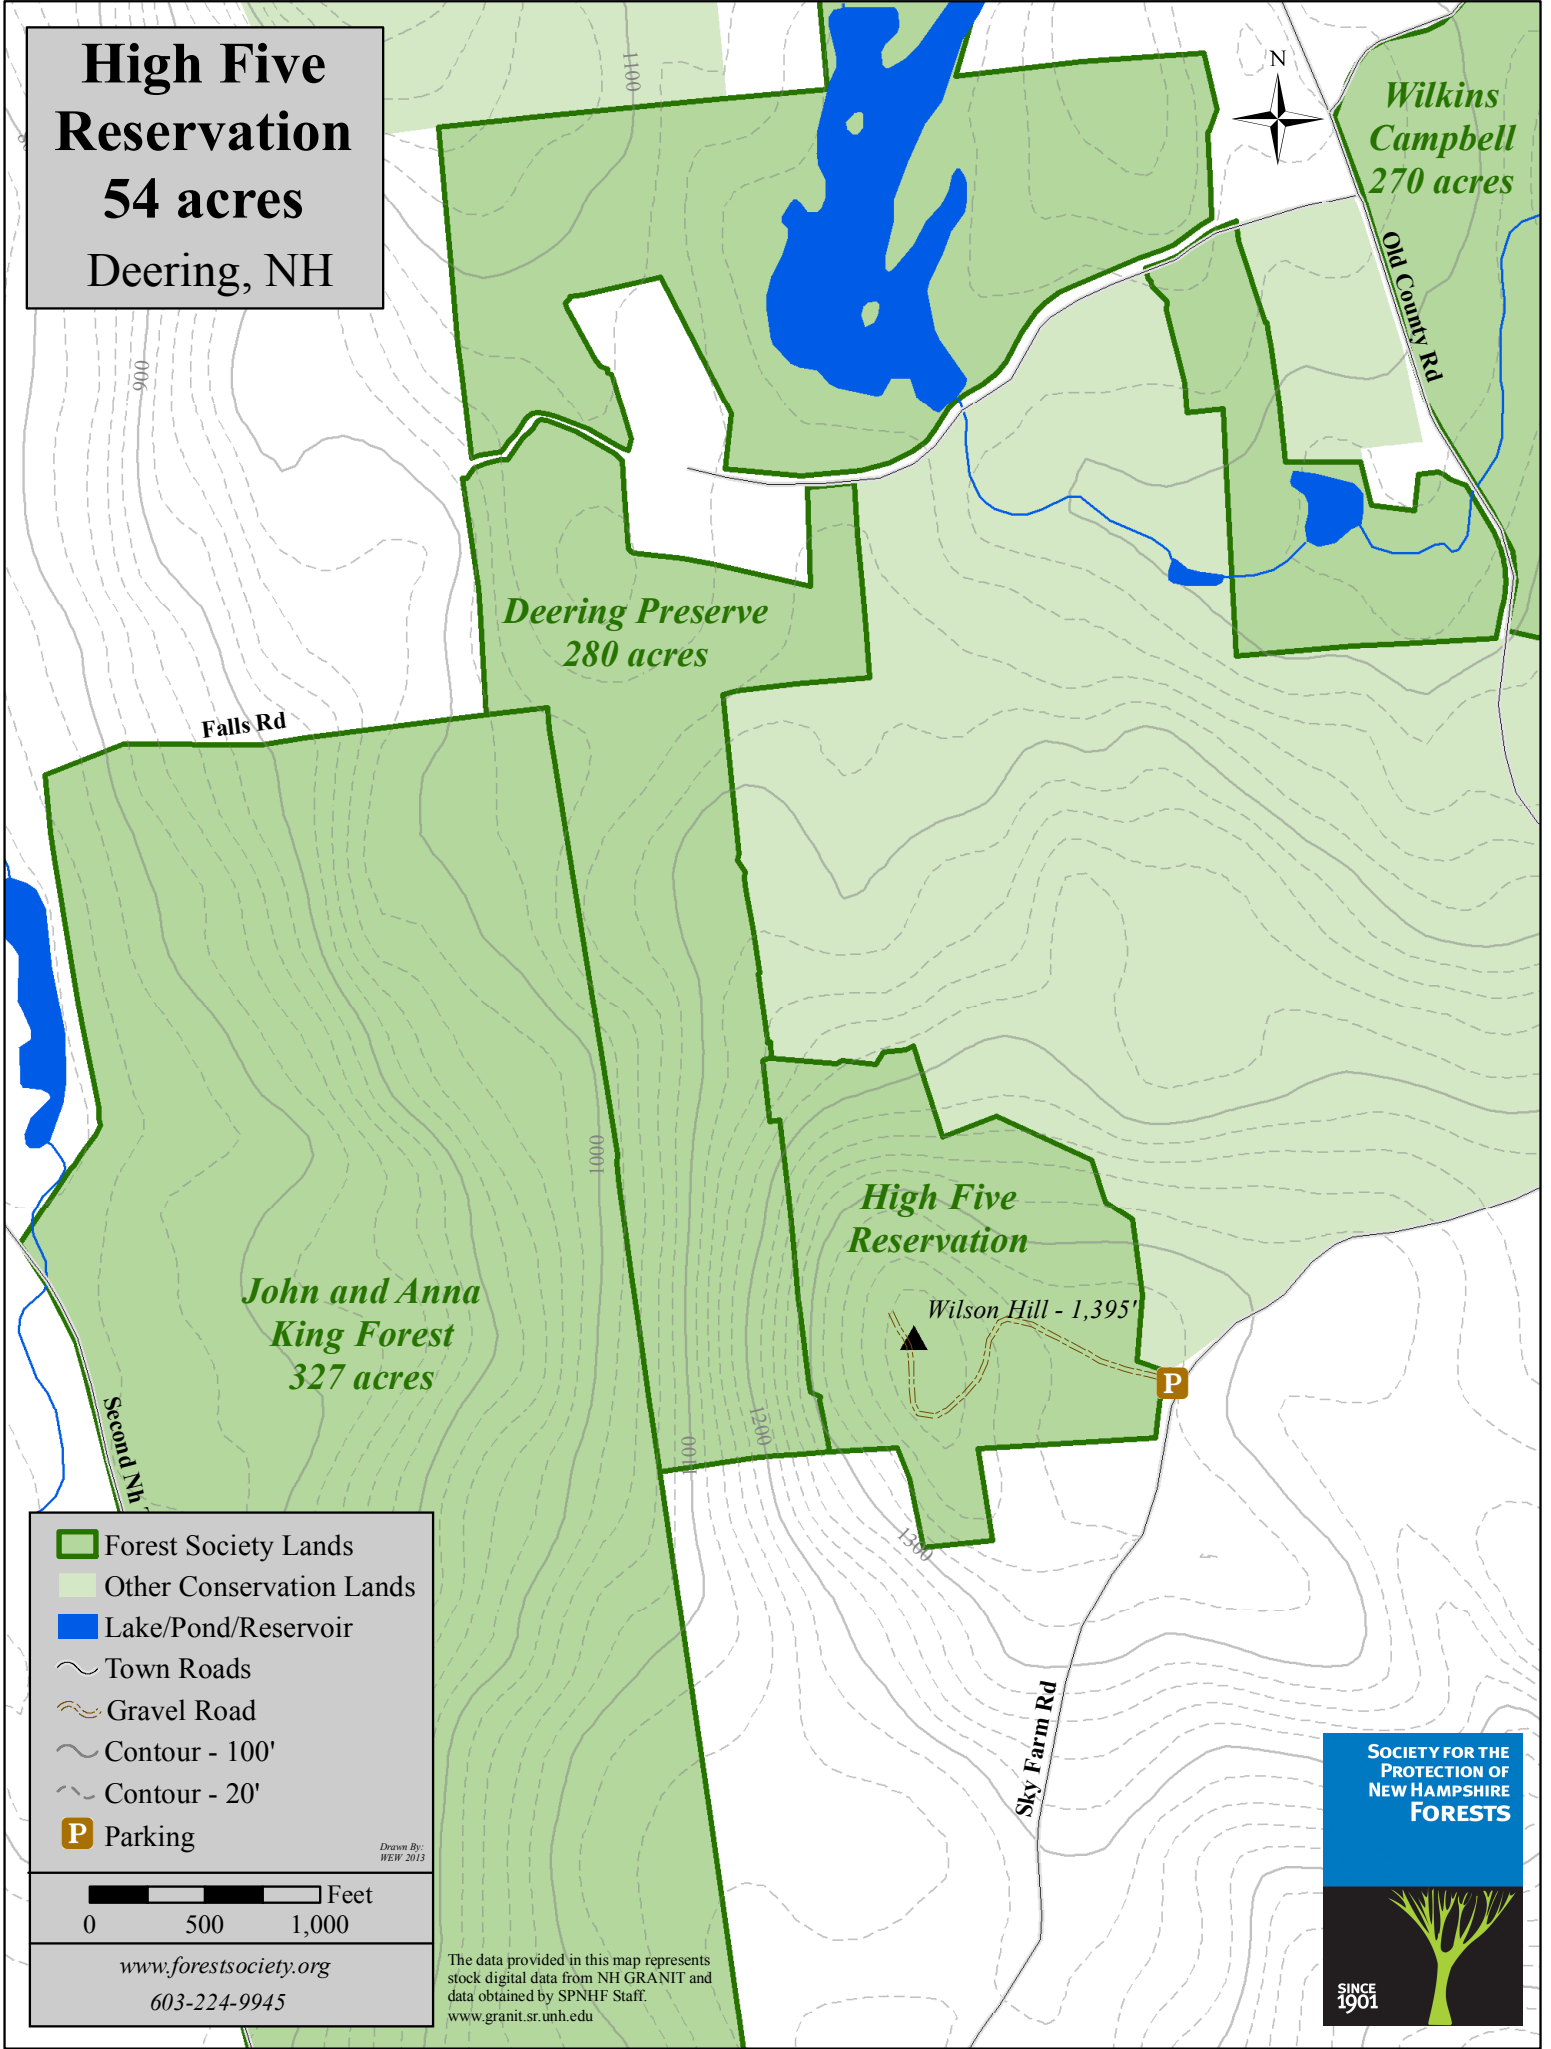 High Five
Reservation
54 acres
Deering, NH
N
Wilkins
Campbell
270 acres
1100
Old County Rd
900
Deering Preserve
280 acres
Falls Rd
1000
High Five
Reservation
Wilson Hill - 1,395'
John and Anna
King Forest
327 acres
P
Second Nh
1100
1200
1300
Forest Society Lands
Other Conservation Lands
Lake/Pond/Reservoir
Town Roads
Gravel Road
Contour - 100'
Contour - 20'
P Parking
Drawn By:
WEW 2013
Feet
0 500 1,000
www.forestsociety.org
603-224-9945
Sky Farm Rd
The data provided in this map represents
stock digital data from NH GRANIT and
data obtained by SPNHF Staff.
www.granit.sr.unh.edu
SOCIETY FOR THE
PROTECTION OF
NEW HAMPSHIRE
FORESTS
SINCE
1901